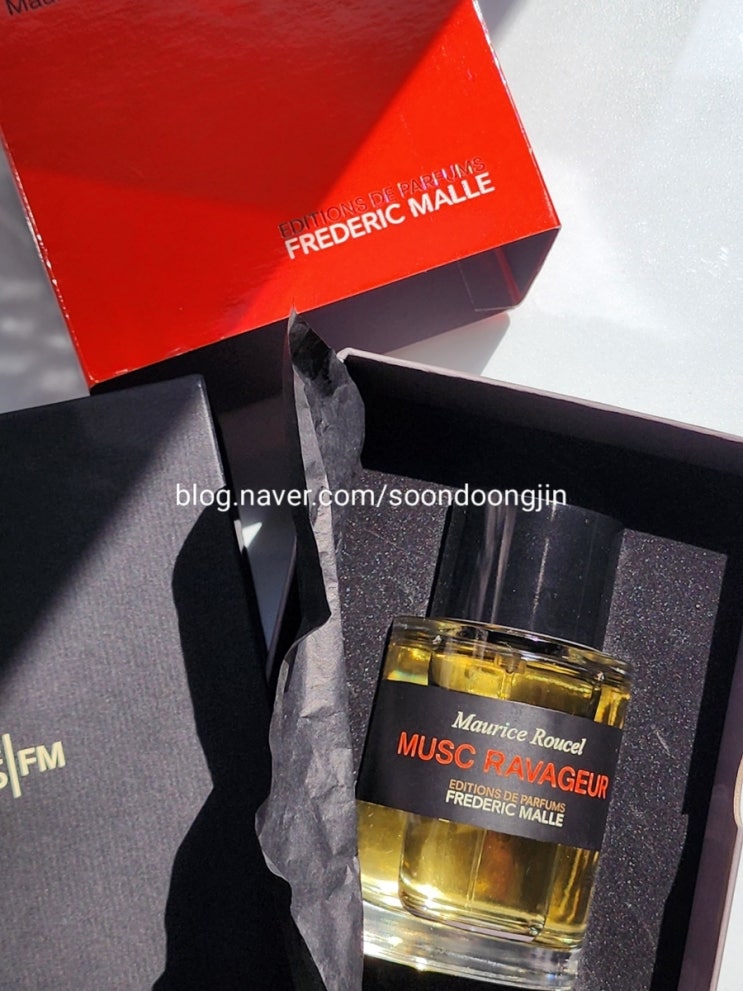 EDITIONS DE PARFUMS
FREDERIC MALLE
blog.naver.com/soondoongjin
|FM
Maurice Roucel
MUSC RAVAGEUR
EDITIONS DE PARFUMS
FREDERIC MALLE